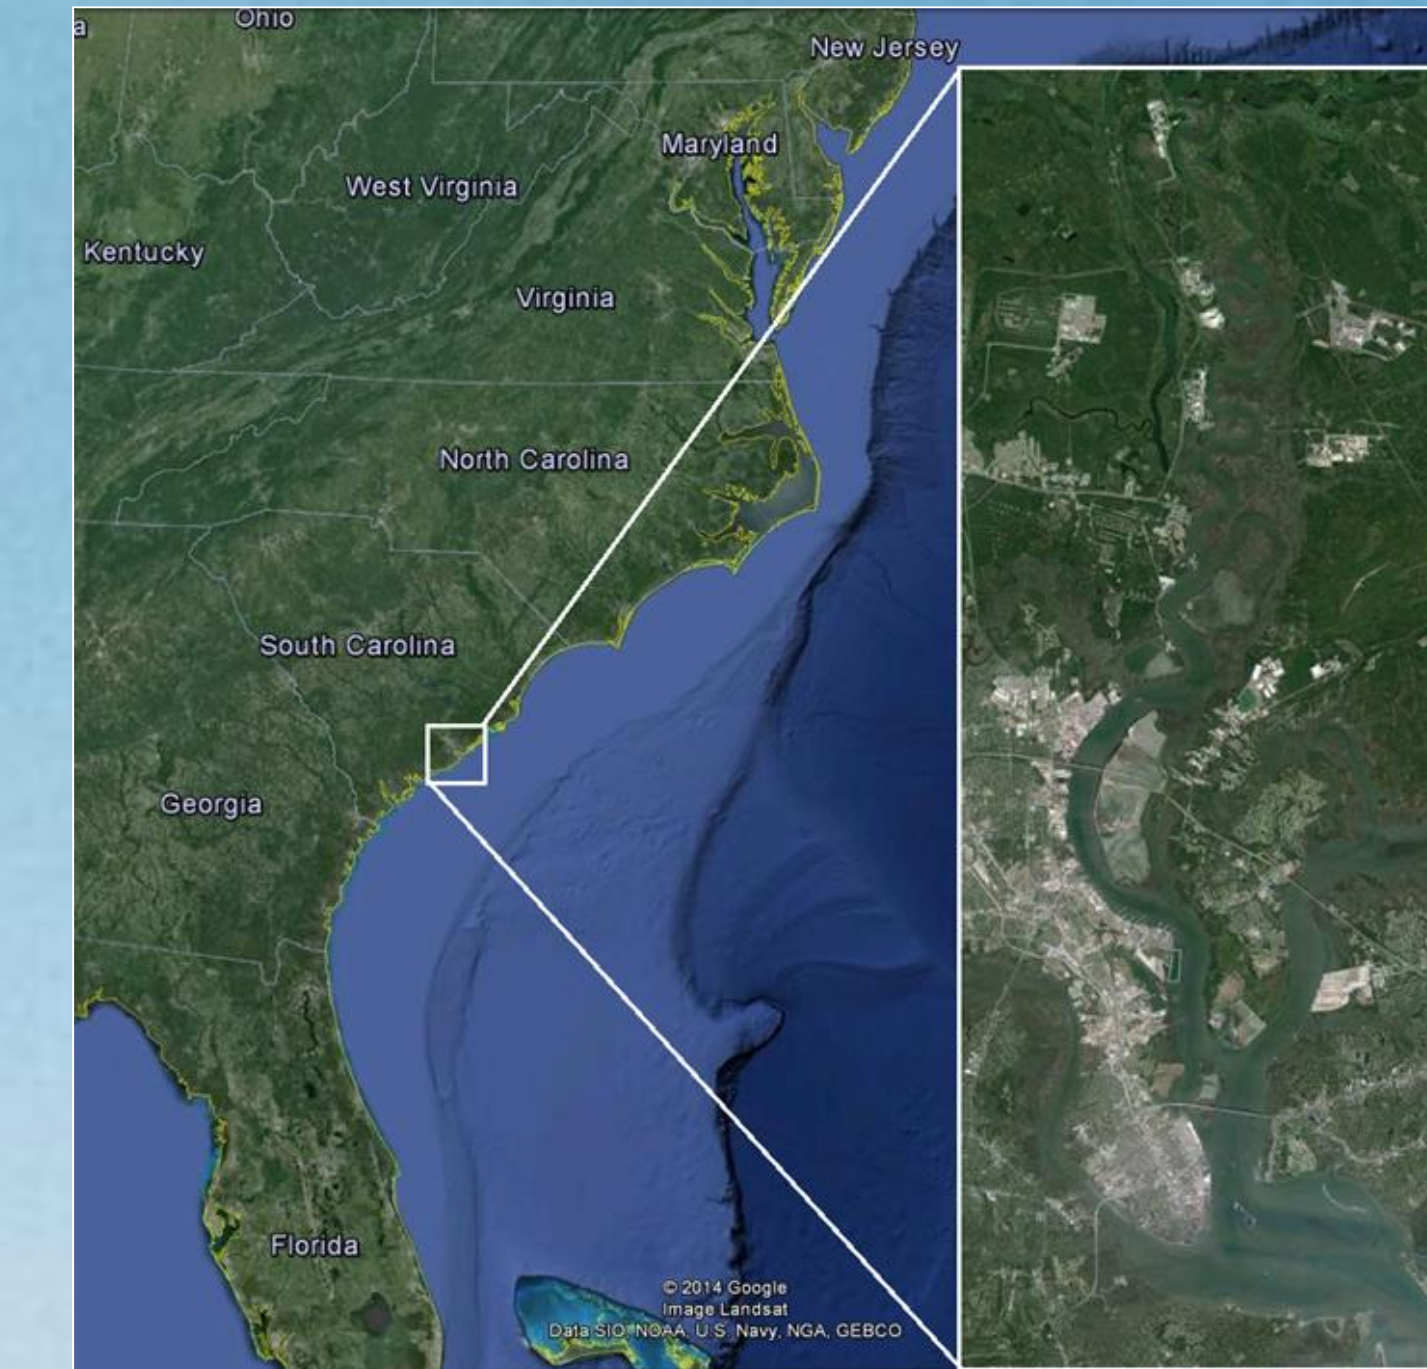 a
Ohio
New Jersey
Maryland
West Virginia
Kentucky
Virginia
North Carolina
South Carolina
Georgia
Florida
© 2014 Google
Image Landsat
Data SIO, NOAA, U.S. Navy, NGA, GEBCO